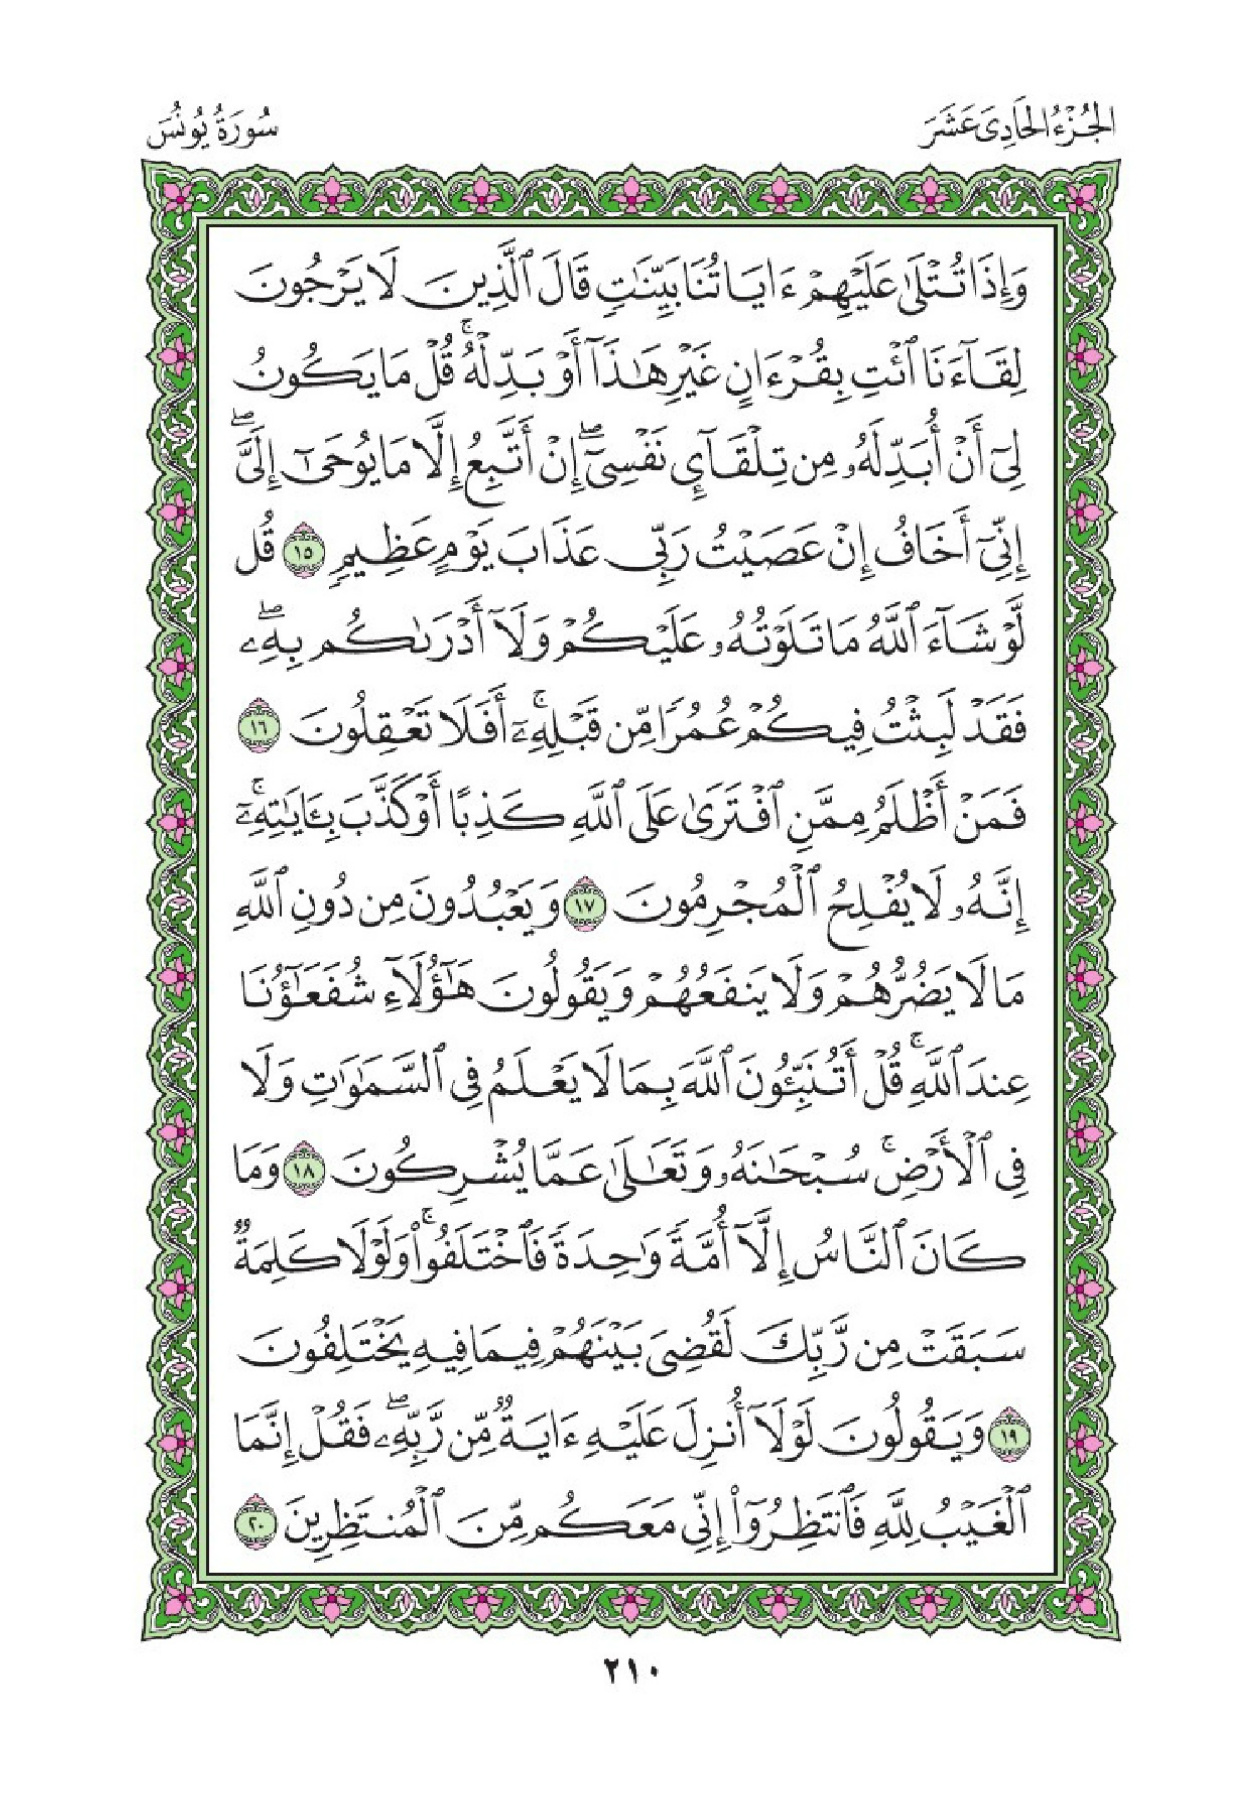 الجُزْءُ الحَادِى عَشَرَ
سُورَةُ يُونُسَ
وَإِذَا تُتْلَىٰ عَلَيْهِمْ ءَايَاتُنَا بَيِّنَٰتٍ قَالَ ٱلَّذِينَ لَا يَرْجُونَ
لِقَآءَنَا ٱئْتِ بِقُرْءَانٍ غَيْرِ هَٰذَآ أَوْ بَدِّلْهُ ۚ قُلْ مَا يَكُونُ
لِىٓ أَنْ أُبَدِّلَهُۥ مِن تِلْقَآئِ نَفْسِىٓ ۖ إِنْ أَتَّبِعُ إِلَّا مَا يُوحَىٰٓ إِلَىَّ ۖ
إِنِّىٓ أَخَافُ إِنْ عَصَيْتُ رَبِّى عَذَابَ يَوْمٍ عَظِيمٍ ١٥ قُل
لَّوْ شَآءَ ٱللَّهُ مَا تَلَوْتُهُۥ عَلَيْكُمْ وَلَآ أَدْرَىٰكُم بِهِۦ ۖ
فَقَدْ لَبِثْتُ فِيكُمْ عُمُرًا مِّن قَبْلِهِۦٓ ۚ أَفَلَا تَعْقِلُونَ ١٦
فَمَنْ أَظْلَمُ مِمَّنِ ٱفْتَرَىٰ عَلَى ٱللَّهِ كَذِبًا أَوْ كَذَّبَ بِـَٔايَٰتِهِۦٓ ۚ
إِنَّهُۥ لَا يُفْلِحُ ٱلْمُجْرِمُونَ ١٧ وَيَعْبُدُونَ مِن دُونِ ٱللَّهِ
مَا لَا يَضُرُّهُمْ وَلَا يَنفَعُهُمْ وَيَقُولُونَ هَٰٓؤُلَآءِ شُفَعَٰٓؤُنَا
عِندَ ٱللَّهِ ۚ قُلْ أَتُنَبِّـُٔونَ ٱللَّهَ بِمَا لَا يَعْلَمُ فِى ٱلسَّمَٰوَٰتِ وَلَا
فِى ٱلْأَرْضِ ۚ سُبْحَٰنَهُۥ وَتَعَٰلَىٰ عَمَّا يُشْرِكُونَ ١٨ وَمَا
كَانَ ٱلنَّاسُ إِلَّآ أُمَّةً وَٰحِدَةً فَٱخْتَلَفُوا۟ ۚ وَلَوْلَا كَلِمَةٌ
سَبَقَتْ مِن رَّبِّكَ لَقُضِىَ بَيْنَهُمْ فِيمَا فِيهِ يَخْتَلِفُونَ
١٩ وَيَقُولُونَ لَوْلَآ أُنزِلَ عَلَيْهِ ءَايَةٌ مِّن رَّبِّهِۦ ۖ فَقُلْ إِنَّمَا
ٱلْغَيْبُ لِلَّهِ فَٱنتَظِرُوٓا۟ إِنِّى مَعَكُم مِّنَ ٱلْمُنتَظِرِينَ ٢٠
٢١٠